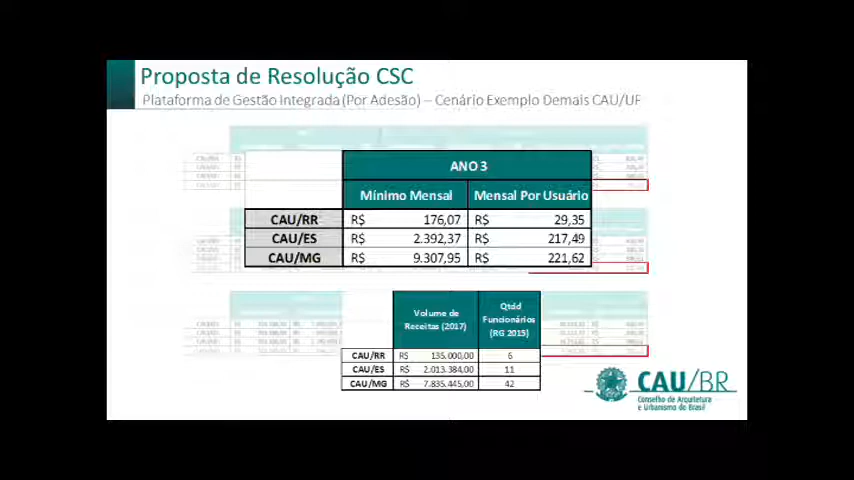 Proposta de Resolução CSC
Plataforma de Gestão Integrada (Por Adesão) – Cenário Exemplo Demais CAU/UF
ANO 3
Mínimo Mensal Mensal Por Usuário
CAU/RR R$ 176,07 R$ 29,35
CAU/ES R$ 2.392,37 R$ 217,49
CAU/MG R$ 9.307,95 R$ 221,62
Volume de Receitas (2017) Qtdd Funcionários (RG 2015)
CAU/RR R$ 135.000,00 6
CAU/ES R$ 2.013.384,00 11
CAU/MG R$ 7.835.445,00 42
CAU/BR
Conselho de Arquitetura
e Urbanismo do Brasil